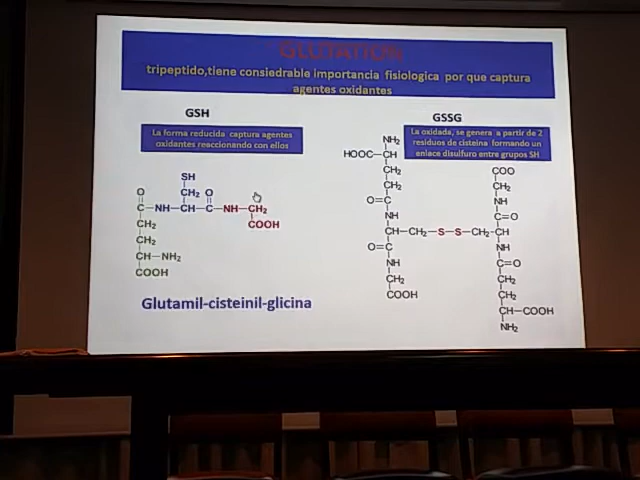 GLUTATION
tripeptido,tiene consiedrable importancia fisiologica por que captura
agentes oxidantes
GSH
La forma reducida captura agentes
oxidantes reaccionando con ellos
SH
O CH₂ O
C—NH—CH—C—NH—CH₂
CH₂ COOH
CH₂
CH—NH₂
COOH
Glutamil-cisteinil-glicina
GSSG
La oxidada, se genera a partir de 2
residuos de cisteina formando un
enlace disulfuro entre grupos SH
NH₂
HOOC—CH
CH₂
CH₂
O=C
NH
CH—CH₂—S—S—CH₂-CH
O=C
NH
CH₂
COOH
COO
CH₂
NH
C=O
NH
C=O
CH₂
CH₂
CH—COOH
NH₂